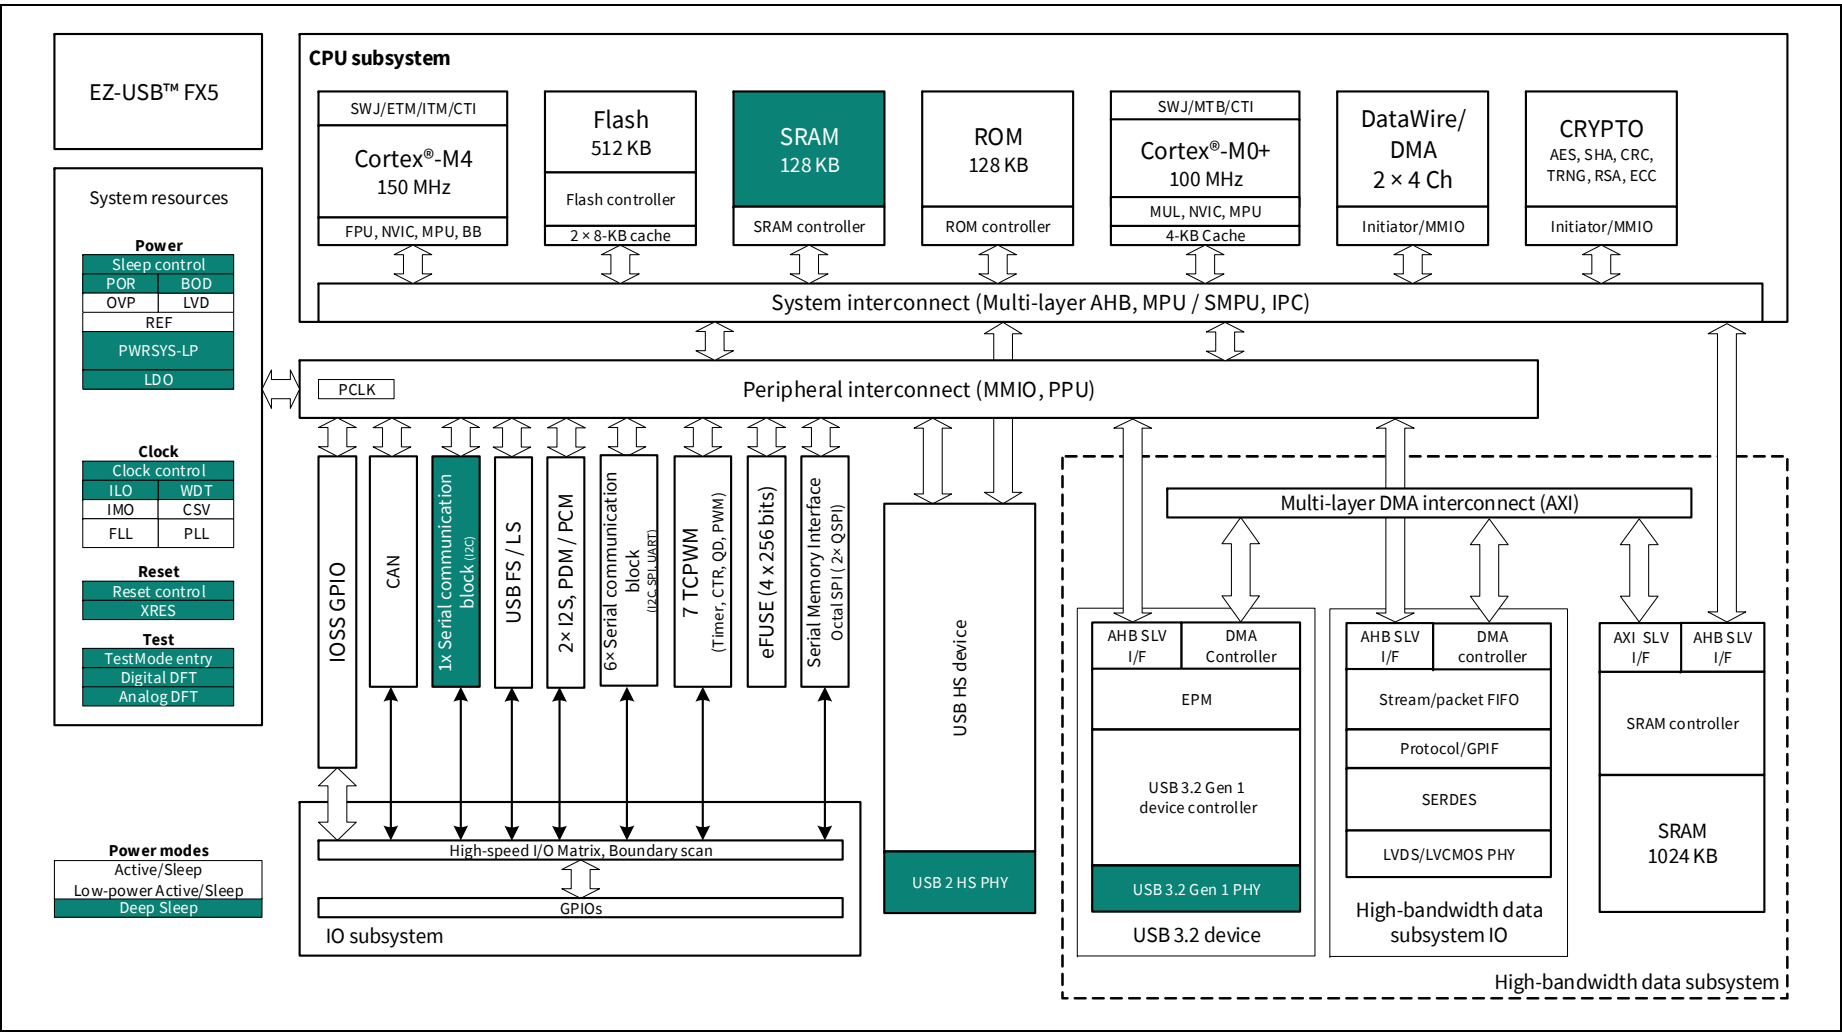 EZ-USB™ FX5
System resources
Power
Sleep control
POR BOD
OVP LVD
REF
PWRSYS-LP
LDO
Clock
Clock control
ILO WDT
IMO CSV
FLL PLL
Reset
Reset control
XRES
Test
TestMode entry
Digital DFT
Analog DFT
Power modes
Active/Sleep
Low-power Active/Sleep
Deep Sleep
CPU subsystem
SWJ/ETM/ITM/CTI
Cortex®-M4
150 MHz
FPU, NVIC, MPU, BB
Flash
512 KB
Flash controller
2 × 8-KB cache
SRAM
128 KB
SRAM controller
ROM
128 KB
ROM controller
SWJ/MTB/CTI
Cortex®-M0+
100 MHz
MUL, NVIC, MPU
4-KB Cache
DataWire/
DMA
2 × 4 Ch
Initiator/MMIO
CRYPTO
AES, SHA, CRC,
TRNG, RSA, ECC
Initiator/MMIO
System interconnect (Multi-layer AHB, MPU / SMPU, IPC)
PCLK
Peripheral interconnect (MMIO, PPU)
IOSS GPIO
CAN
1x Serial communication
block (I2C)
USB FS / LS
2× I2S, PDM / PCM
6× Serial communication
block
(I2C, SPI, UART)
7 TCPWM
(Timer, CTR, QD, PWM)
eFUSE (4 x 256 bits)
Serial Memory Interface
Octal SPI ( 2× QSPI)
High-speed I/O Matrix, Boundary scan
GPIOs
IO subsystem
USB HS device
USB 2 HS PHY
Multi-layer DMA interconnect (AXI)
AHB SLV
I/F
DMA
Controller
EPM
USB 3.2 Gen 1
device controller
USB 3.2 Gen 1 PHY
USB 3.2 device
AHB SLV
I/F
DMA
controller
Stream/packet FIFO
Protocol/GPIF
SERDES
LVDS/LVCMOS PHY
High-bandwidth data
subsystem IO
AXI SLV
I/F
AHB SLV
I/F
SRAM controller
SRAM
1024 KB
High-bandwidth data subsystem